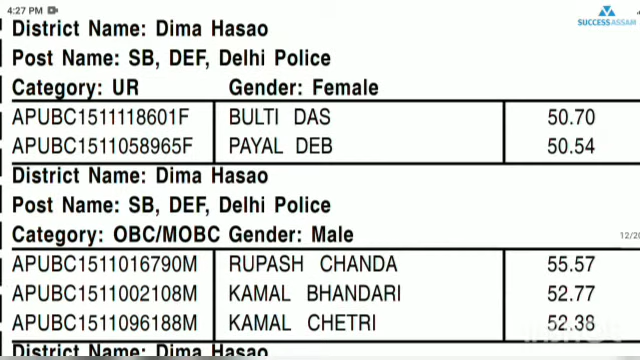 4:27 PM
SUCCESS ASSAM
District Name: Dima Hasao
Post Name: SB, DEF, Delhi Police
Category: UR Gender: Female
APUBC1511118601F BULTI DAS 50.70
APUBC1511058965F PAYAL DEB 50.54
District Name: Dima Hasao
Post Name: SB, DEF, Delhi Police
Category: OBC/MOBC Gender: Male
12/20
APUBC1511016790M RUPASH CHANDA 55.57
APUBC1511002108M KAMAL BHANDARI 52.77
APUBC1511096188M KAMAL CHETRI 52.38
District Name: Dima Hasao